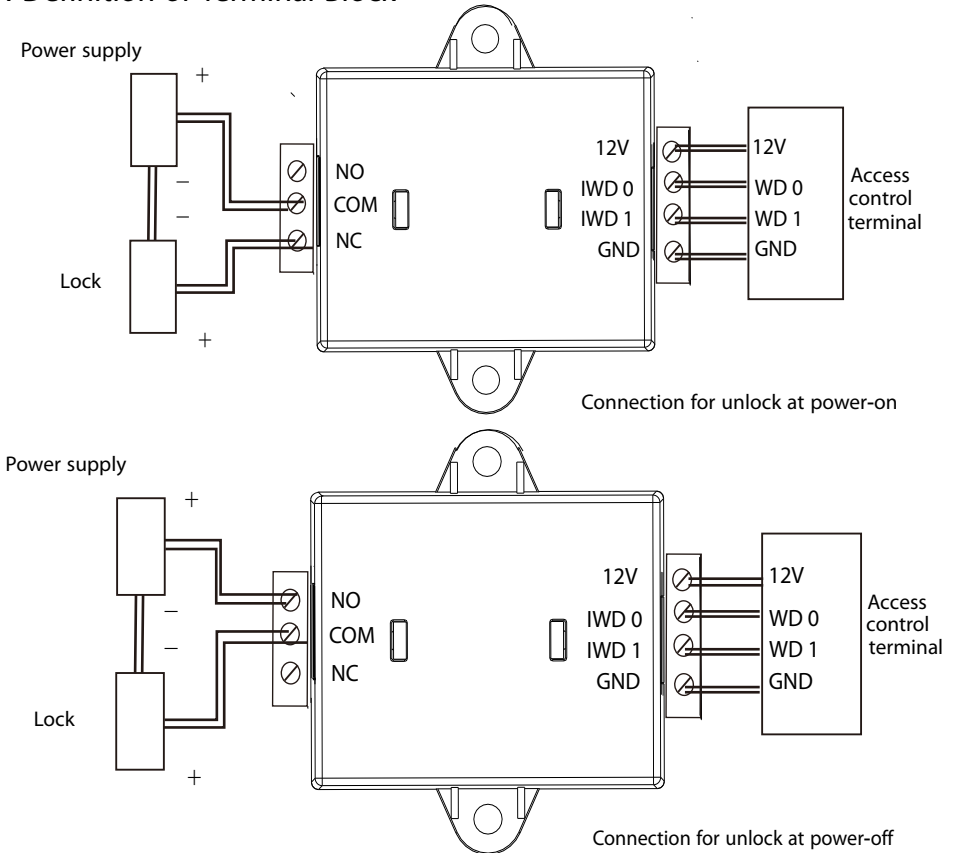 Definition of Terminal Block
Power supply
+
−
−
Lock
+
NO
COM
NC
12V
IWD 0
IWD 1
GND
12V
WD 0
WD 1
GND
Access
control
terminal
Connection for unlock at power-on
Power supply
+
−
−
Lock
+
NO
COM
NC
12V
IWD 0
IWD 1
GND
12V
WD 0
WD 1
GND
Access
control
terminal
Connection for unlock at power-off